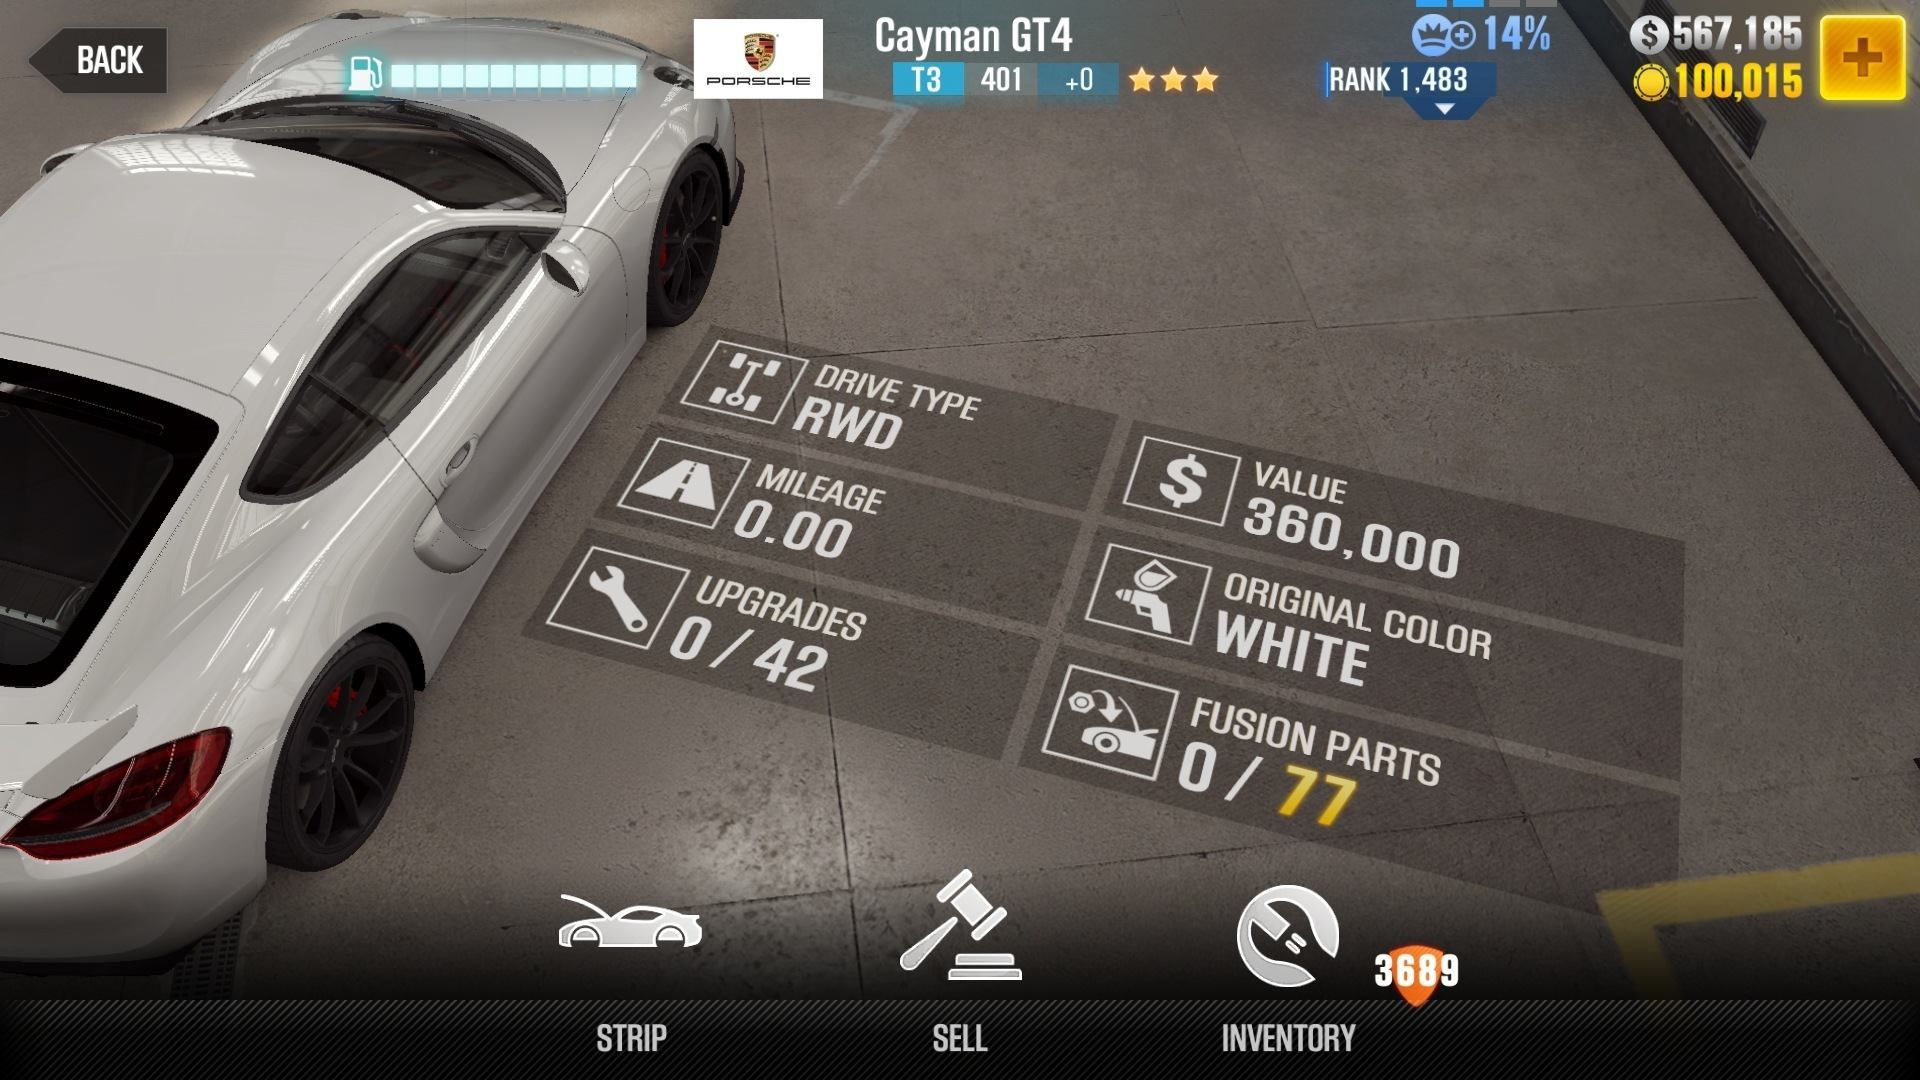 BACK
PORSCHE
Cayman GT4
T3 401 +0
14%
RANK 1,483
$ 567,185
100,015
DRIVE TYPE
RWD
MILEAGE
0.00
UPGRADES
0 / 42
$ VALUE
360,000
ORIGINAL COLOR
WHITE
FUSION PARTS
0 / 77
3689
STRIP
SELL
INVENTORY